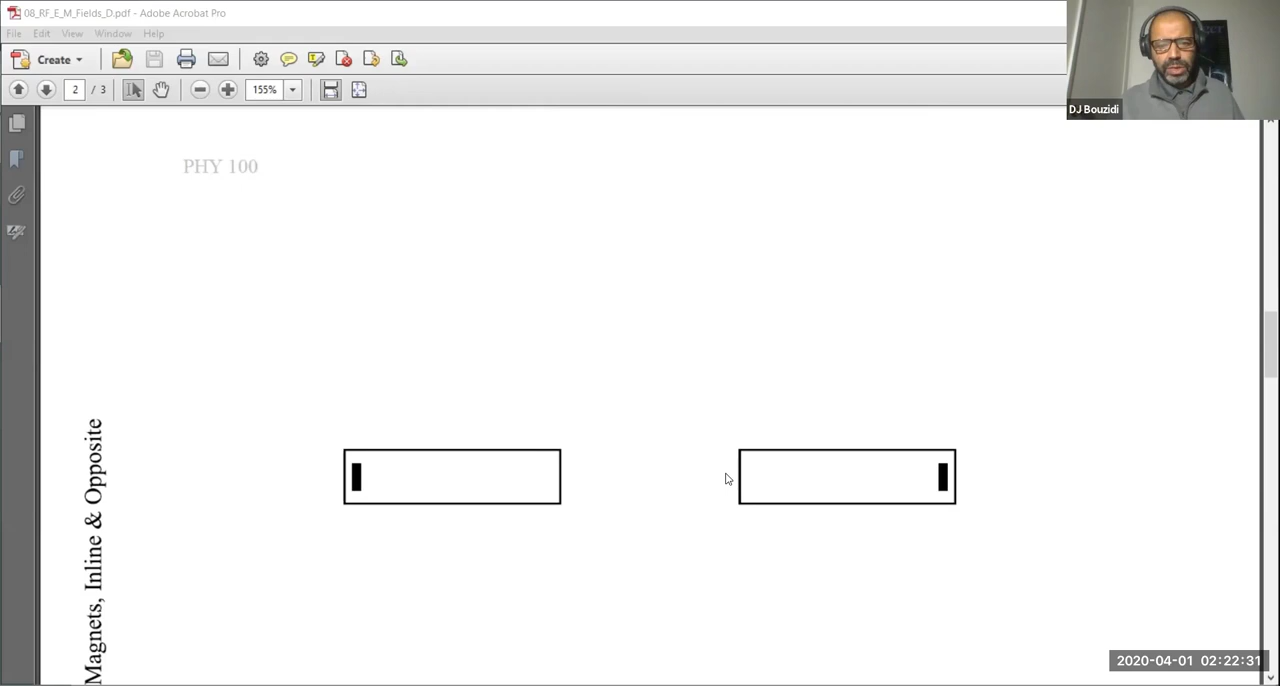 08_RF_E_M_Fields_D.pdf - Adobe Acrobat Pro
File Edit View Window Help
Create
2 / 3 155%
DJ Bouzidi
PHY 100
Magnets, Inline & Opposite
2020-04-01 02:22:31